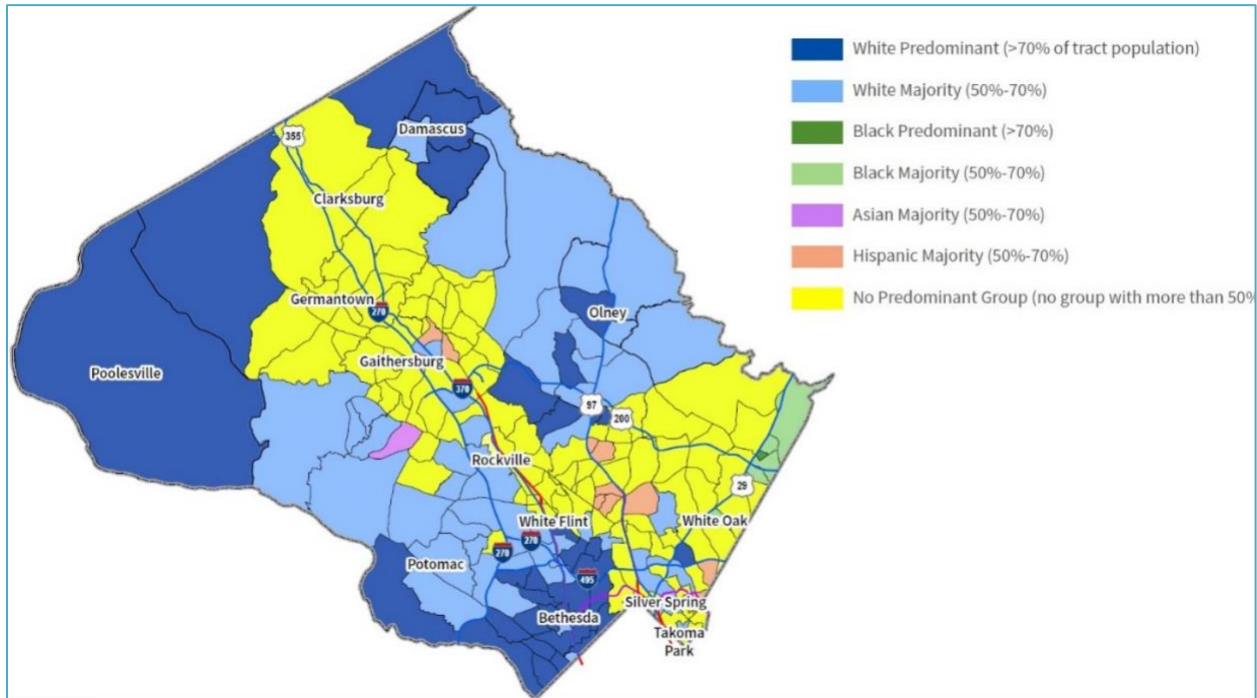 White Predominant (>70% of tract population)
White Majority (50%-70%)
Black Predominant (>70%)
Black Majority (50%-70%)
Asian Majority (50%-70%)
Hispanic Majority (50%-70%)
No Predominant Group (no group with more than 50%
Damascus
355
Clarksburg
Germantown
270
Olney
Gaithersburg
Poolesville
370
97
200
Rockville
29
White Flint
White Oak
270
270
Potomac
495
Silver Spring
Bethesda
Takoma
Park